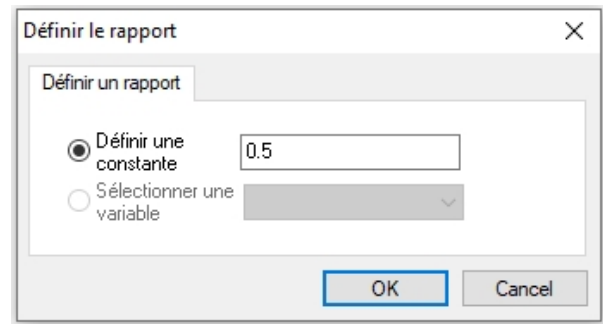 Définir le rapport
Définir un rapport
Définir une
constante
0.5
Sélectionner une
variable
OK
Cancel